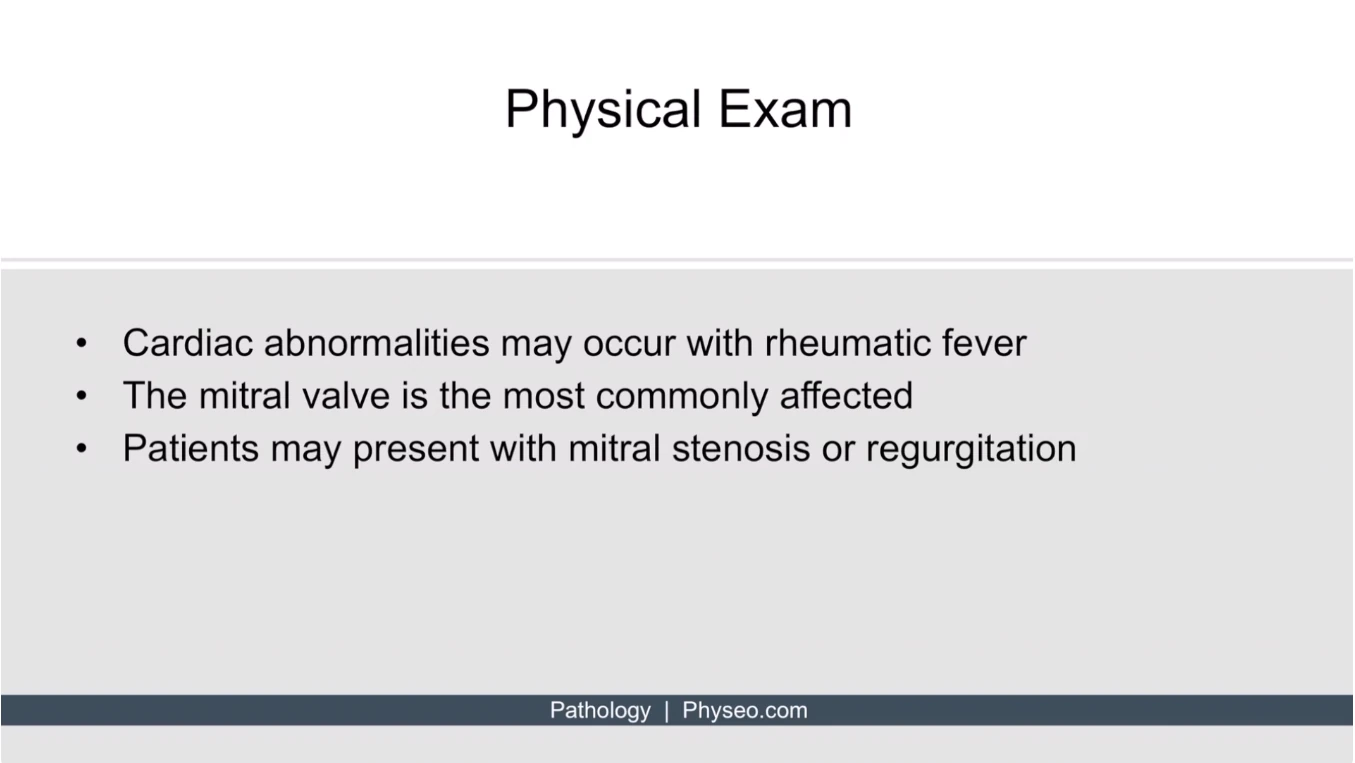 Physical Exam
• Cardiac abnormalities may occur with rheumatic fever
• The mitral valve is the most commonly affected
• Patients may present with mitral stenosis or regurgitation
Pathology | Physeo.com